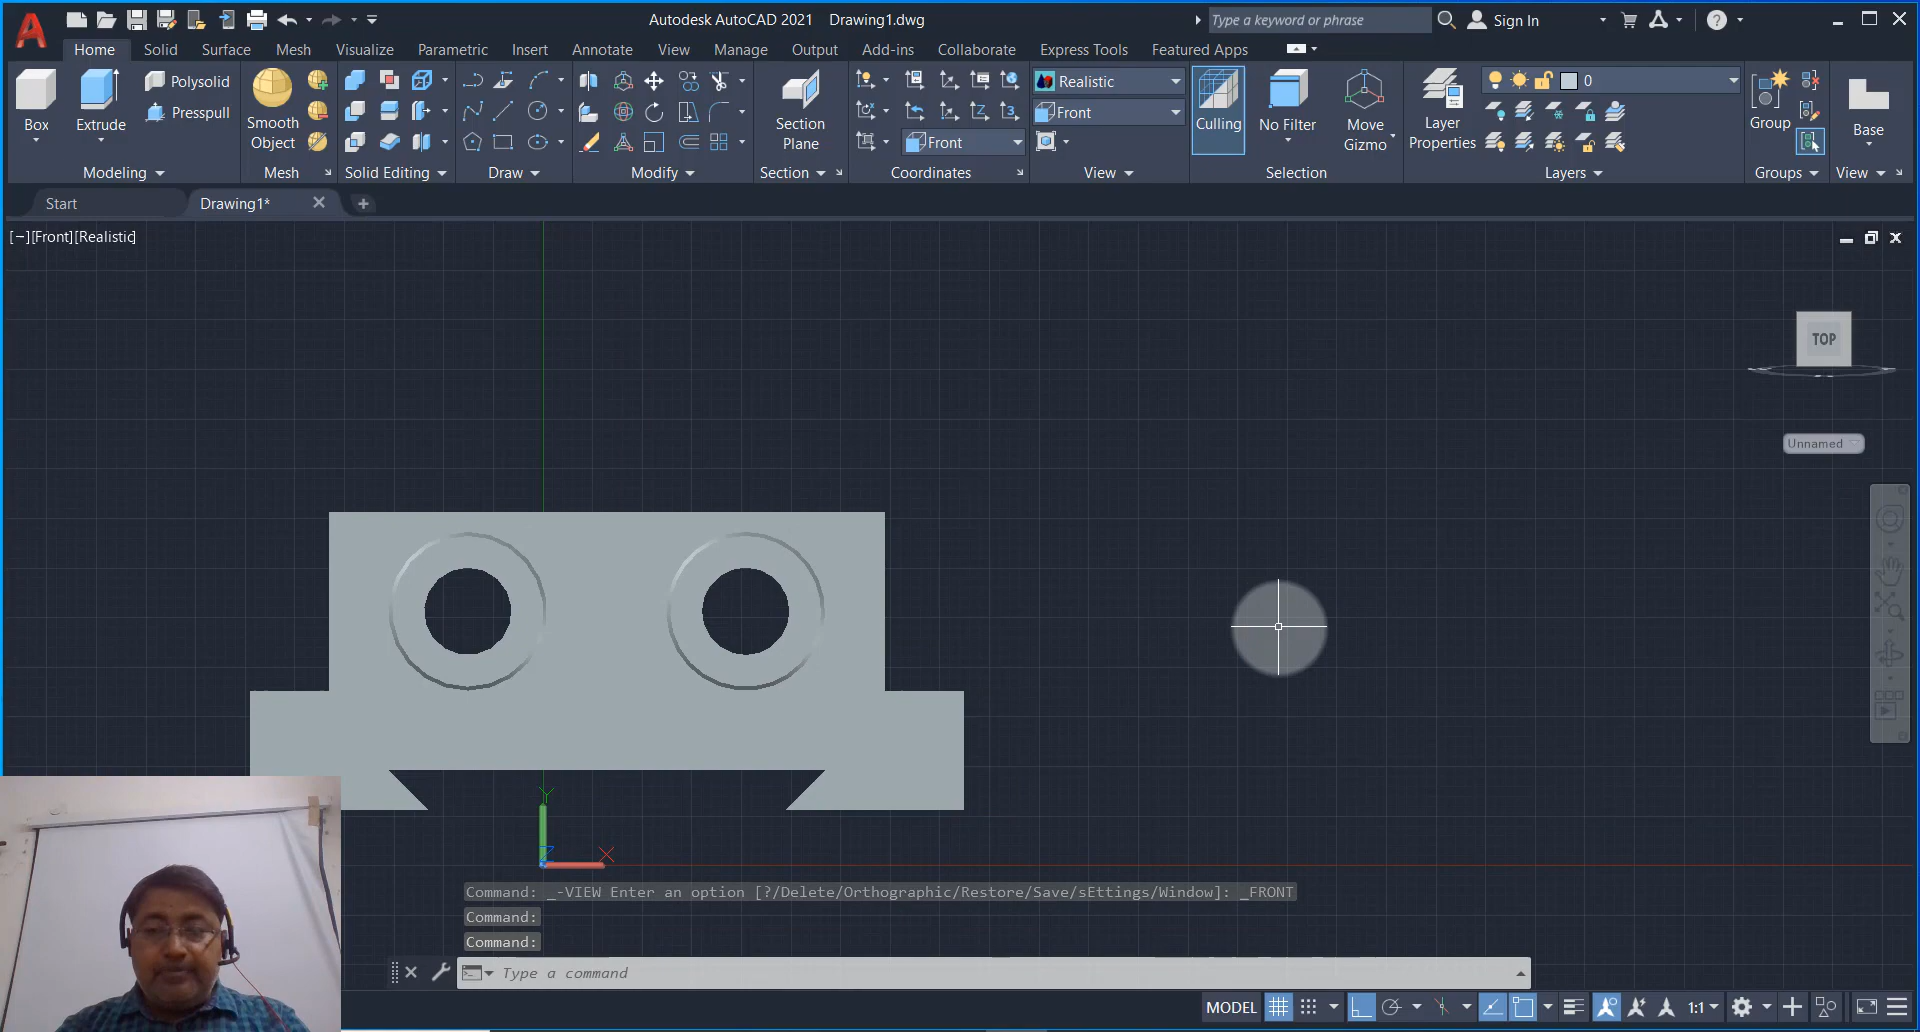 Autodesk AutoCAD 2021 Drawing1.dwg
Type a keyword or phrase
Sign In
Home Solid Surface Mesh Visualize Parametric Insert Annotate View Manage Output Add-ins Collaborate Express Tools Featured Apps
Box
Extrude
Polysolid
Presspull
Smooth
Object
Section
Plane
Realistic
Front
Front
Culling
No Filter
Move
Gizmo
Layer
Properties
0
Group
Base
Modeling
Mesh
Solid Editing
Draw
Modify
Section
Coordinates
View
Selection
Layers
Groups
View
Start
Drawing1*
[−][Front][Realistic]
TOP
Unnamed
Y
Z
X
Command: _-VIEW Enter an option [?/Delete/Orthographic/Restore/Save/sEttings/Window]: _FRONT
Command:
Command:
Type a command
MODEL
1:1